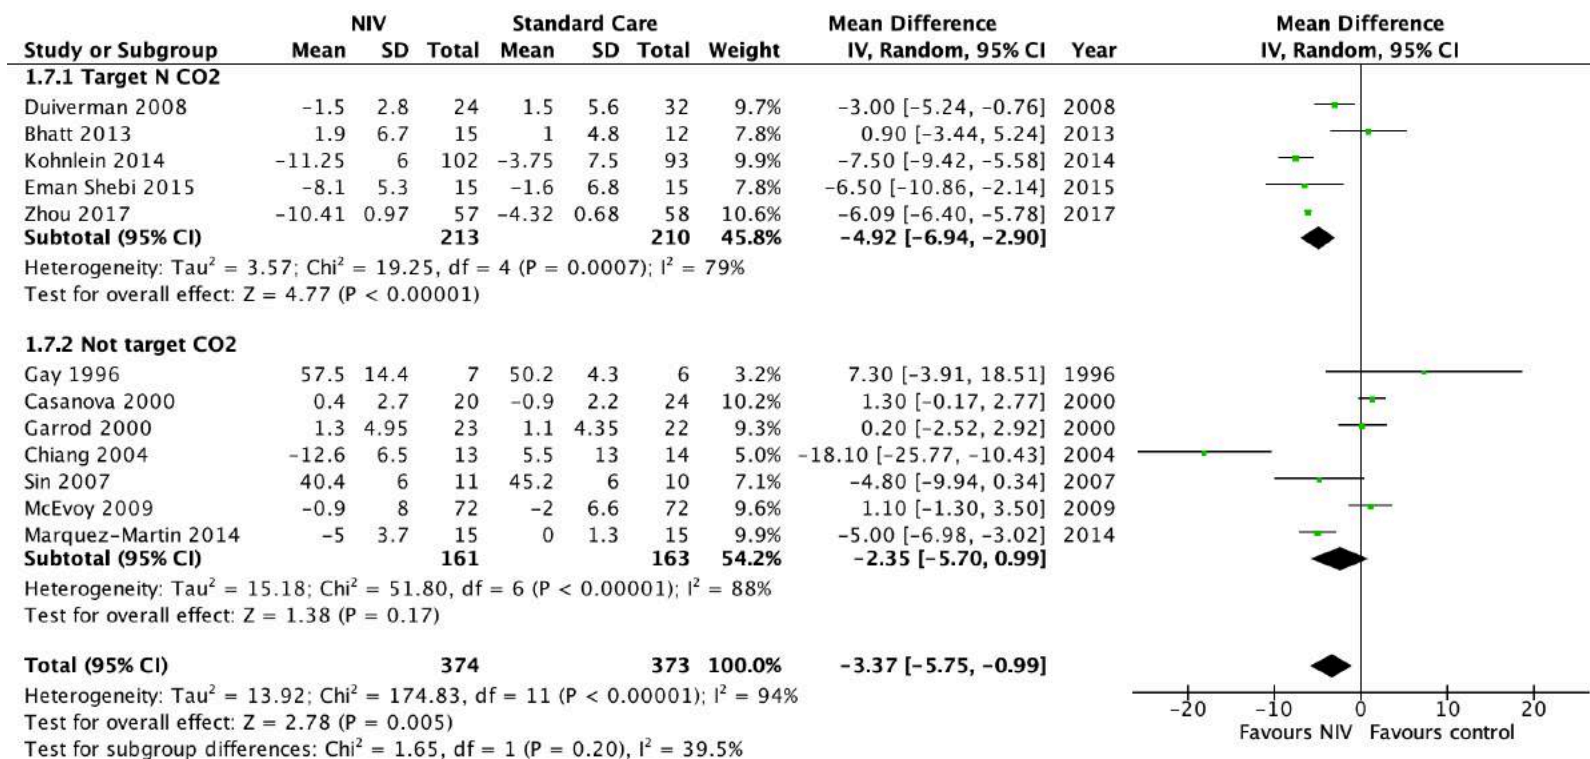 NIV Standard Care Mean Difference Mean Difference
Study or Subgroup Mean SD Total Mean SD Total Weight IV, Random, 95% CI Year IV, Random, 95% CI
1.7.1 Target N CO2
Duiverman 2008 −1.5 2.8 24 1.5 5.6 32 9.7% −3.00 [−5.24, −0.76] 2008
Bhatt 2013 1.9 6.7 15 1 4.8 12 7.8% 0.90 [−3.44, 5.24] 2013
Kohnlein 2014 −11.25 6 102 −3.75 7.5 93 9.9% −7.50 [−9.42, −5.58] 2014
Eman Shebi 2015 −8.1 5.3 15 −1.6 6.8 15 7.8% −6.50 [−10.86, −2.14] 2015
Zhou 2017 −10.41 0.97 57 −4.32 0.68 58 10.6% −6.09 [−6.40, −5.78] 2017
Subtotal (95% CI) 213 210 45.8% −4.92 [−6.94, −2.90]
Heterogeneity: Tau² = 3.57; Chi² = 19.25, df = 4 (P = 0.0007); I² = 79%
Test for overall effect: Z = 4.77 (P < 0.00001)
1.7.2 Not target CO2
Gay 1996 57.5 14.4 7 50.2 4.3 6 3.2% 7.30 [−3.91, 18.51] 1996
Casanova 2000 0.4 2.7 20 −0.9 2.2 24 10.2% 1.30 [−0.17, 2.77] 2000
Garrod 2000 1.3 4.95 23 1.1 4.35 22 9.3% 0.20 [−2.52, 2.92] 2000
Chiang 2004 −12.6 6.5 13 5.5 13 14 5.0% −18.10 [−25.77, −10.43] 2004
Sin 2007 40.4 6 11 45.2 6 10 7.1% −4.80 [−9.94, 0.34] 2007
McEvoy 2009 −0.9 8 72 −2 6.6 72 9.6% 1.10 [−1.30, 3.50] 2009
Marquez−Martin 2014 −5 3.7 15 0 1.3 15 9.9% −5.00 [−6.98, −3.02] 2014
Subtotal (95% CI) 161 163 54.2% −2.35 [−5.70, 0.99]
Heterogeneity: Tau² = 15.18; Chi² = 51.80, df = 6 (P < 0.00001); I² = 88%
Test for overall effect: Z = 1.38 (P = 0.17)
Total (95% CI) 374 373 100.0% −3.37 [−5.75, −0.99]
Heterogeneity: Tau² = 13.92; Chi² = 174.83, df = 11 (P < 0.00001); I² = 94%
Test for overall effect: Z = 2.78 (P = 0.005)
Test for subgroup differences: Chi² = 1.65, df = 1 (P = 0.20), I² = 39.5%
−20 −10 0 10 20
Favours NIV Favours control